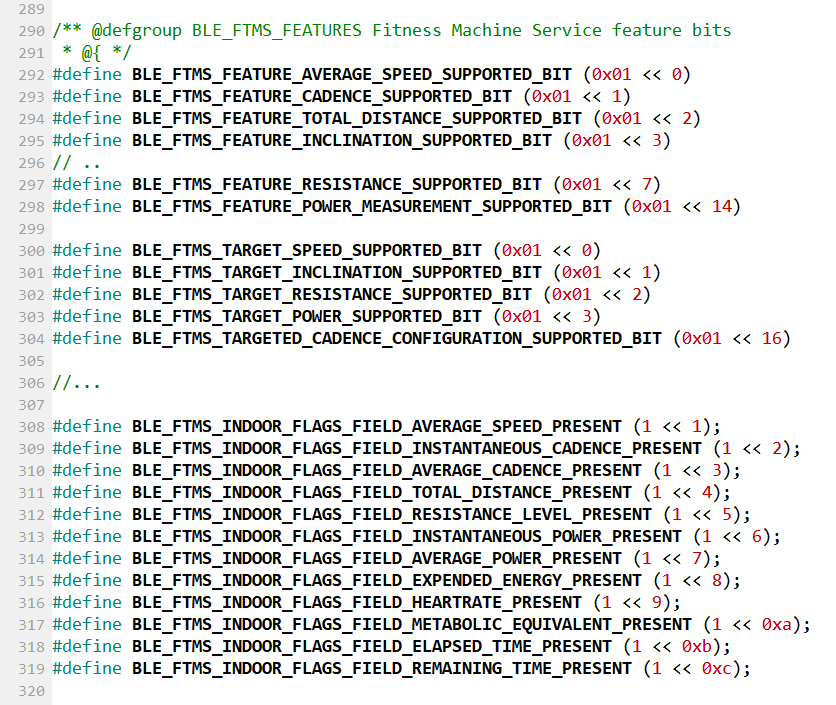 289
290 /** @defgroup BLE_FTMS_FEATURES Fitness Machine Service feature bits
291  * @{ */
292 #define BLE_FTMS_FEATURE_AVERAGE_SPEED_SUPPORTED_BIT (0x01 << 0)
293 #define BLE_FTMS_FEATURE_CADENCE_SUPPORTED_BIT (0x01 << 1)
294 #define BLE_FTMS_FEATURE_TOTAL_DISTANCE_SUPPORTED_BIT (0x01 << 2)
295 #define BLE_FTMS_FEATURE_INCLINATION_SUPPORTED_BIT (0x01 << 3)
296 // ..
297 #define BLE_FTMS_FEATURE_RESISTANCE_SUPPORTED_BIT (0x01 << 7)
298 #define BLE_FTMS_FEATURE_POWER_MEASUREMENT_SUPPORTED_BIT (0x01 << 14)
299
300 #define BLE_FTMS_TARGET_SPEED_SUPPORTED_BIT (0x01 << 0)
301 #define BLE_FTMS_TARGET_INCLINATION_SUPPORTED_BIT (0x01 << 1)
302 #define BLE_FTMS_TARGET_RESISTANCE_SUPPORTED_BIT (0x01 << 2)
303 #define BLE_FTMS_TARGET_POWER_SUPPORTED_BIT (0x01 << 3)
304 #define BLE_FTMS_TARGETED_CADENCE_CONFIGURATION_SUPPORTED_BIT (0x01 << 16)
305
306 //...
307
308 #define BLE_FTMS_INDOOR_FLAGS_FIELD_AVERAGE_SPEED_PRESENT (1 << 1);
309 #define BLE_FTMS_INDOOR_FLAGS_FIELD_INSTANTANEOUS_CADENCE_PRESENT (1 << 2);
310 #define BLE_FTMS_INDOOR_FLAGS_FIELD_AVERAGE_CADENCE_PRESENT (1 << 3);
311 #define BLE_FTMS_INDOOR_FLAGS_FIELD_TOTAL_DISTANCE_PRESENT (1 << 4);
312 #define BLE_FTMS_INDOOR_FLAGS_FIELD_RESISTANCE_LEVEL_PRESENT (1 << 5);
313 #define BLE_FTMS_INDOOR_FLAGS_FIELD_INSTANTANEOUS_POWER_PRESENT (1 << 6);
314 #define BLE_FTMS_INDOOR_FLAGS_FIELD_AVERAGE_POWER_PRESENT (1 << 7);
315 #define BLE_FTMS_INDOOR_FLAGS_FIELD_EXPENDED_ENERGY_PRESENT (1 << 8);
316 #define BLE_FTMS_INDOOR_FLAGS_FIELD_HEARTRATE_PRESENT (1 << 9);
317 #define BLE_FTMS_INDOOR_FLAGS_FIELD_METABOLIC_EQUIVALENT_PRESENT (1 << 0xa);
318 #define BLE_FTMS_INDOOR_FLAGS_FIELD_ELAPSED_TIME_PRESENT (1 << 0xb);
319 #define BLE_FTMS_INDOOR_FLAGS_FIELD_REMAINING_TIME_PRESENT (1 << 0xc);
320